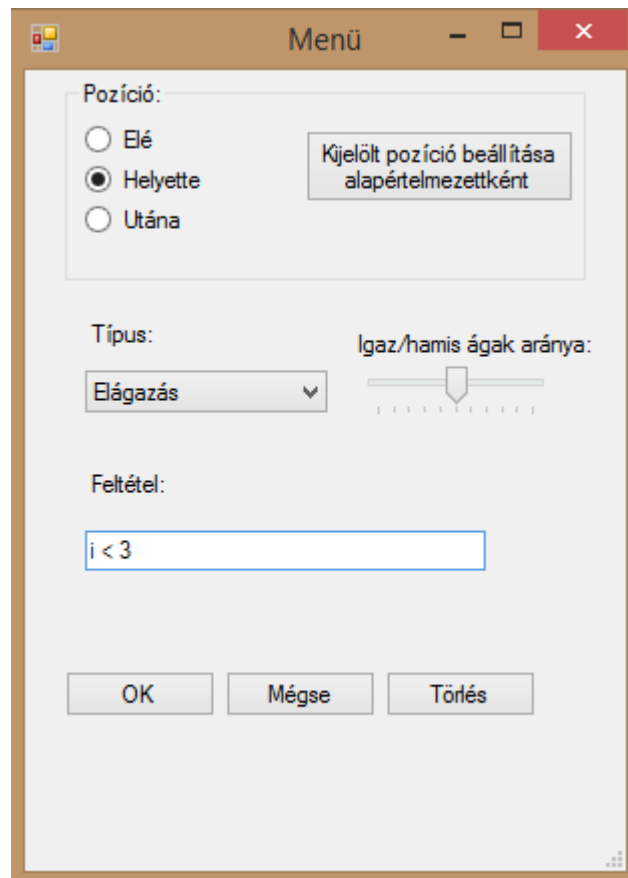 Menü
Pozíció:
Elé
Helyette
Utána
Kijelölt pozíció beállítása
alapértelmezettként
Típus:
Igaz/hamis ágak aránya:
Elágazás
Feltétel:
i < 3
OK
Mégse
Törlés